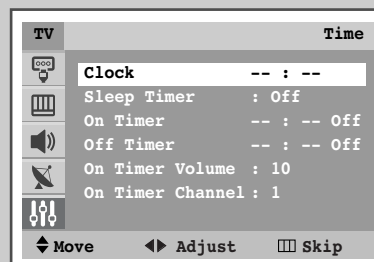 TV Time
Clock -- : --
Sleep Timer : Off
On Timer -- : -- Off
Off Timer -- : -- Off
On Timer Volume : 10
On Timer Channel : 1
Move Adjust Skip